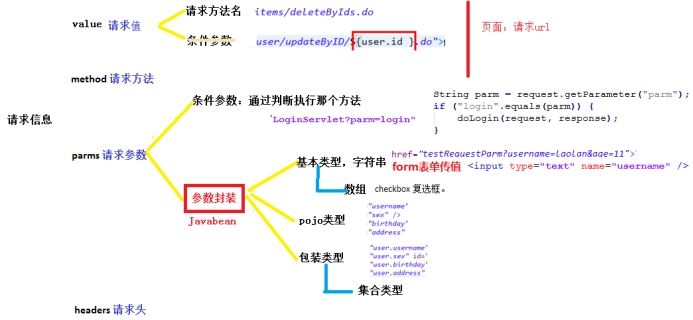 请求方法名 items/deleteByIds.do
value 请求值
条件参数 user/updateByID/${user.id }.do">
页面：请求url
method 请求方法
请求信息
条件参数：通过判断执行那个方法
'LoginServlet?parm=login"
String parm = request.getParameter("parm");
if ("login".equals(parm)) {
doLogin(request, response);
}
parms 请求参数
基本类型，字符串 href="testRequestParm?username=laolan&age=11">
form表单传值 <input type="text" name="username" />
数组 checkbox 复选框。
参数封装
Javabean
pojo类型
"username'
"sex" />
"birthday'
"address"
包装类型
"user.username'
"user.sex" id='
"user.birthday'
"user.address"
集合类型
headers 请求头